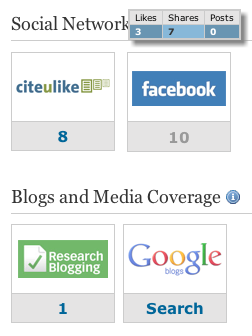 Social Network
Likes Shares Posts
3 7 0
citeulike facebook
8 10
Blogs and Media Coverage i
Research
Blogging
Google
blogs
1 Search